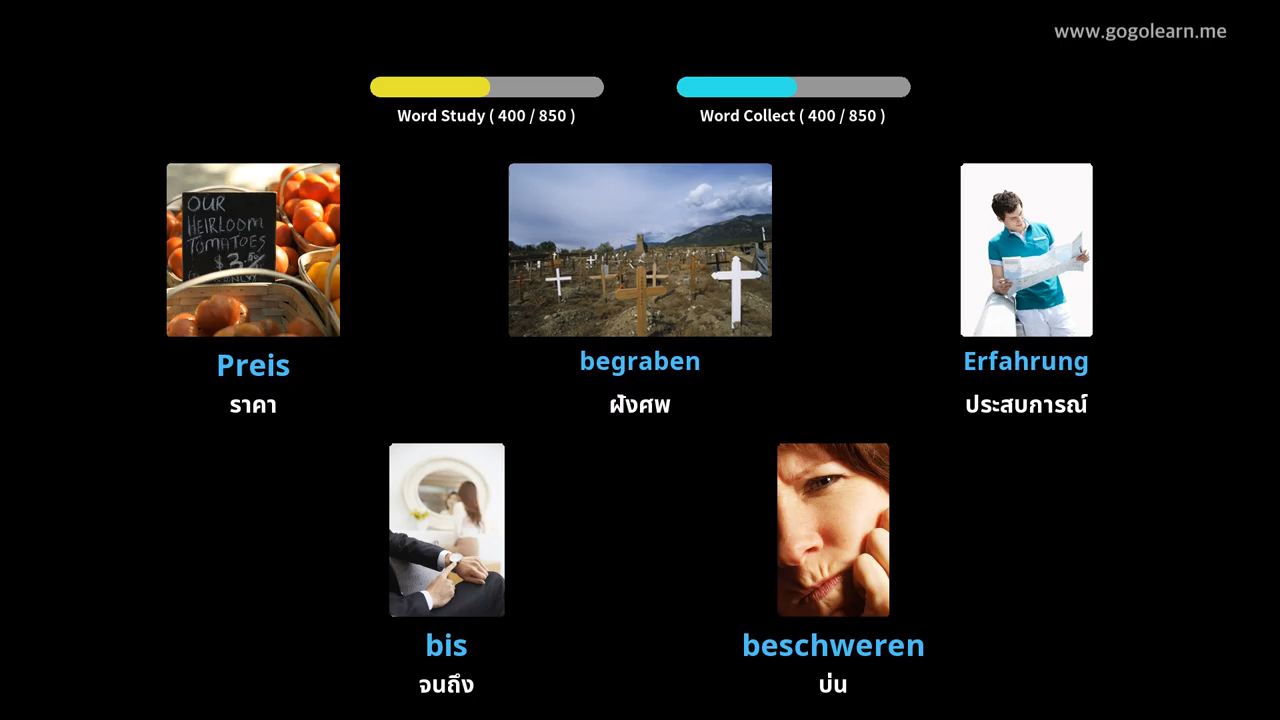 www.gogolearn.me
Word Study ( 400 / 850 )
Word Collect ( 400 / 850 )
OUR
HEIRLOOM
TOMATOES
Preis
ราคา
begraben
ฝังศพ
Erfahrung
ประสบการณ์
bis
จนถึง
beschweren
บ่น